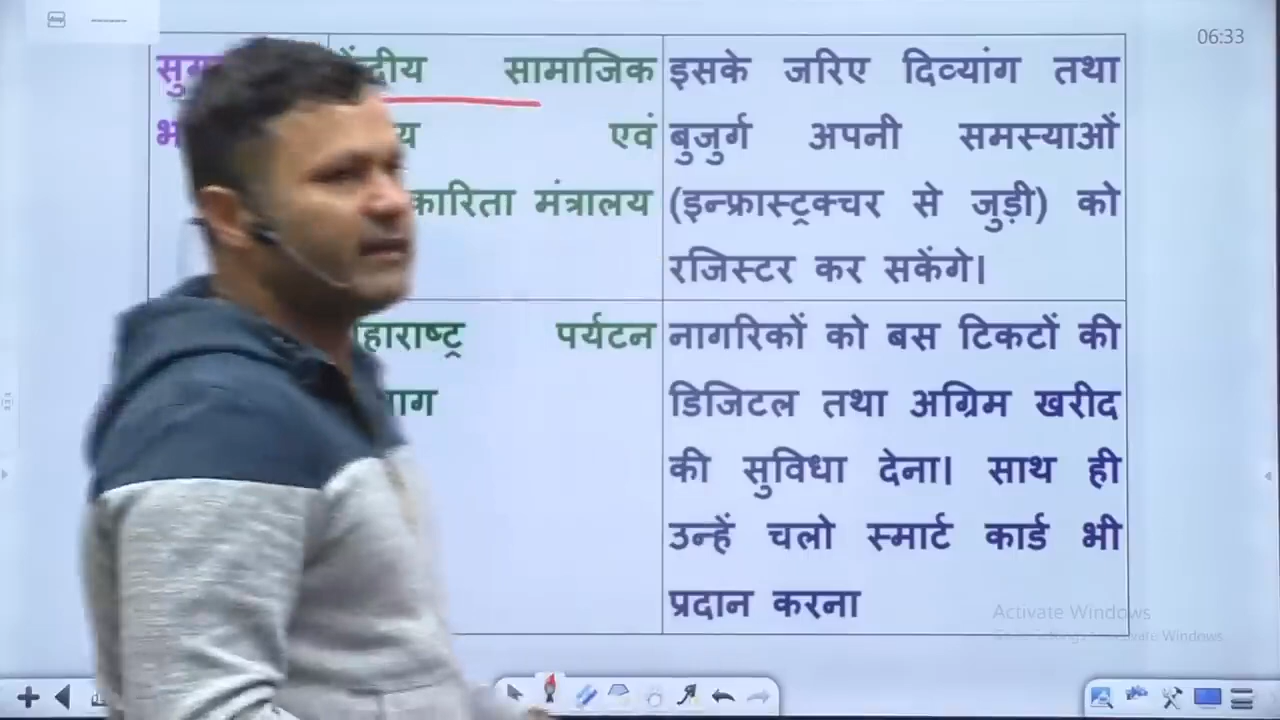 06:33
केंद्रीय सामाजिक
एवं
मंत्रालय
इसके जरिए दिव्यांग तथा
बुजुर्ग अपनी समस्याओं
(इन्फ्रास्ट्रक्चर से जुड़ी) को
रजिस्टर कर सकेंगे।
पर्यटन
नागरिकों को बस टिकटों की
डिजिटल तथा अग्रिम खरीद
की सुविधा देना। साथ ही
उन्हें चलो स्मार्ट कार्ड भी
प्रदान करना
Activate Windows